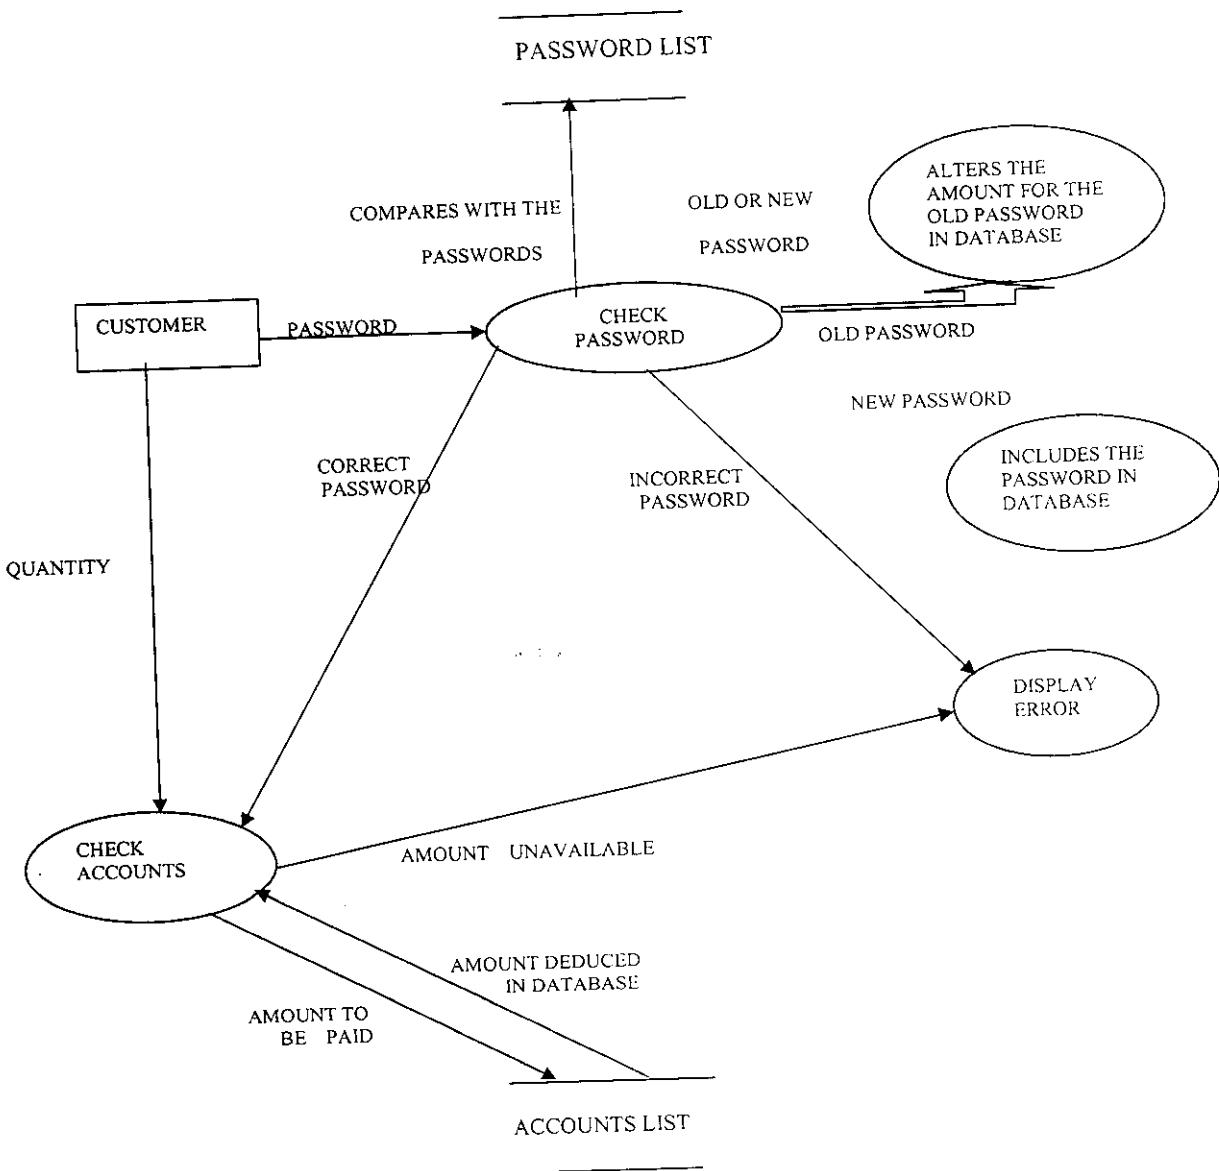 PASSWORD LIST
ALTERS THE
AMOUNT FOR THE
OLD PASSWORD
IN DATABASE
COMPARES WITH THE
PASSWORDS
OLD OR NEW
PASSWORD
CUSTOMER
PASSWORD
CHECK
PASSWORD
OLD PASSWORD
NEW PASSWORD
CORRECT
PASSWORD
INCORRECT
PASSWORD
INCLUDES THE
PASSWORD IN
DATABASE
QUANTITY
DISPLAY
ERROR
CHECK
ACCOUNTS
AMOUNT UNAVAILABLE
AMOUNT DEDUCED
IN DATABASE
AMOUNT TO
BE PAID
ACCOUNTS LIST